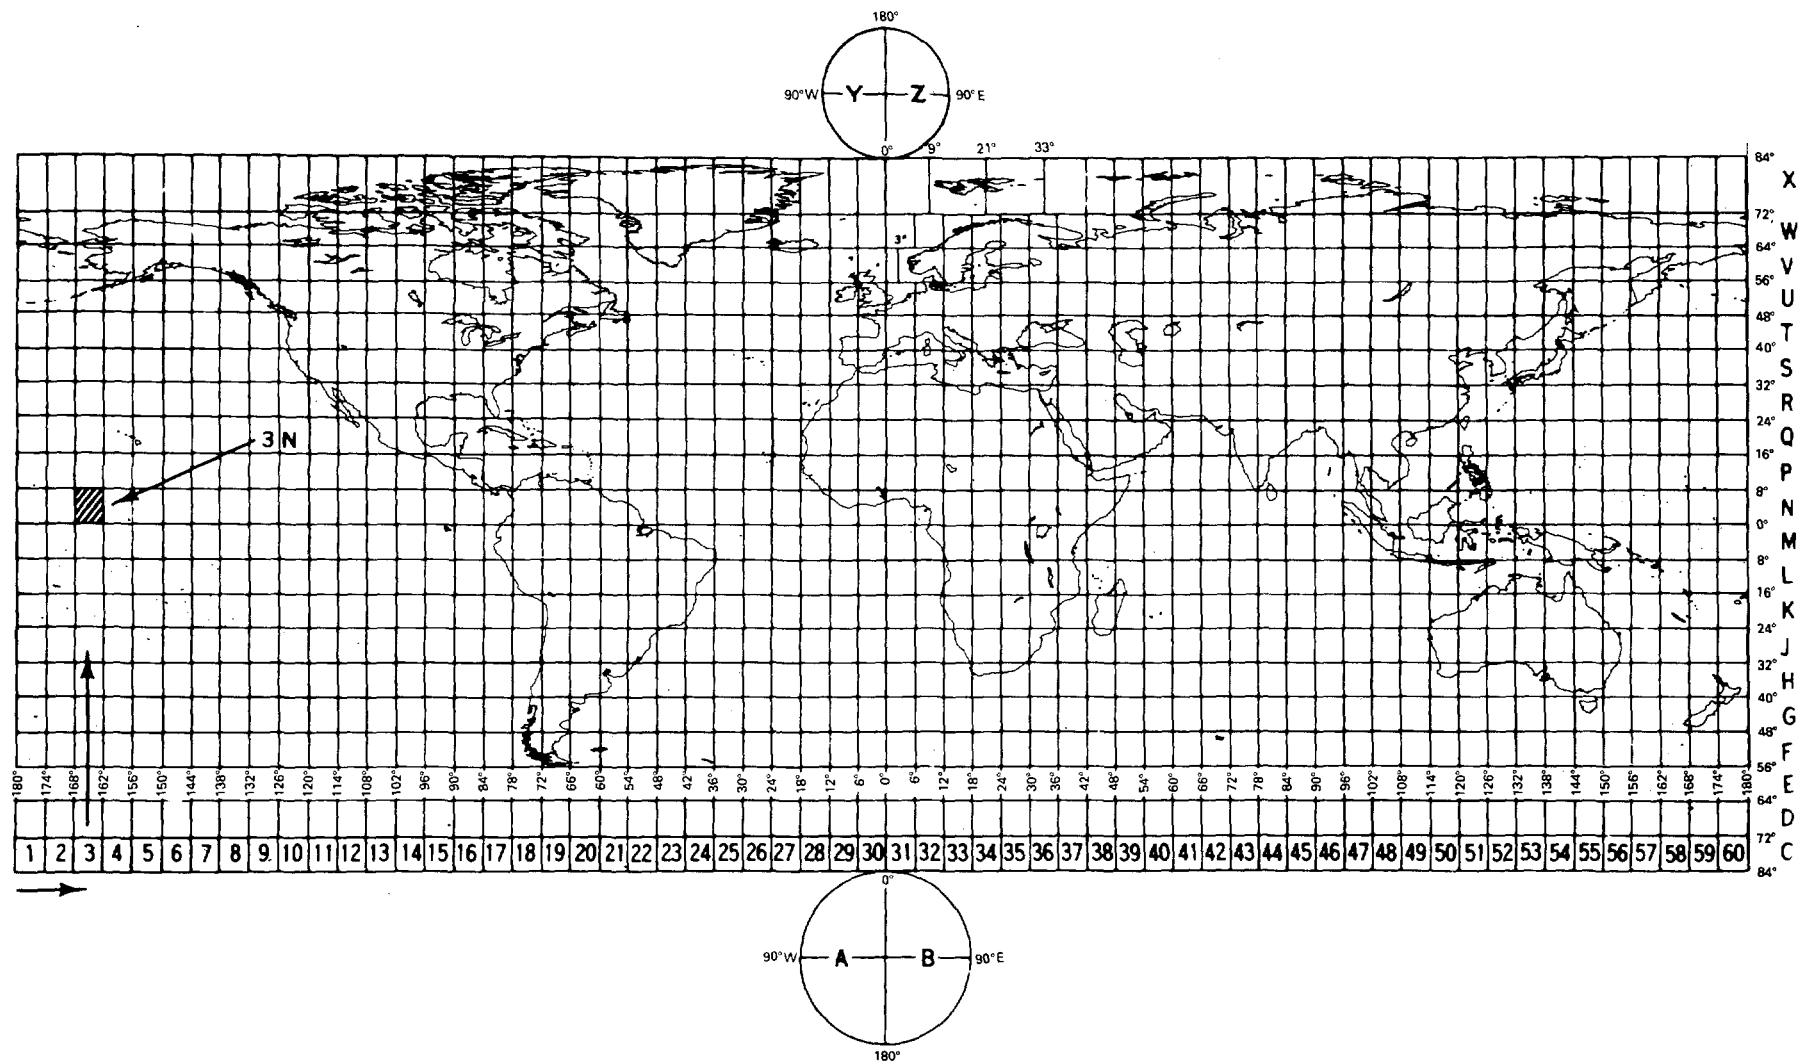 180°
90°W Y Z 90°E
0° 9° 21° 33° 84°
X
72°
W
3° 64°
V
56°
U
48°
T
40°
S
32°
R
24°
3 N Q
16°
P
8°
N
0°
M
8°
L
16°
K
24°
J
32°
H
40°
G
48°
F
56°
180° 174° 168° 162° 156° 150° 144° 138° 132° 126° 120° 114° 108° 102° 96° 90° 84° 78° 72° 66° 60° 54° 48° 42° 36° 30° 24° 18° 12° 6° 0° 6° 12° 18° 24° 30° 36° 42° 48° 54° 60° 66° 72° 78° 84° 90° 96° 102° 108° 114° 120° 126° 132° 138° 144° 150° 156° 162° 168° 174° 180°
E
64°
D
72°
1 2 3 4 5 6 7 8 9 10 11 12 13 14 15 16 17 18 19 20 21 22 23 24 25 26 27 28 29 30 31 32 33 34 35 36 37 38 39 40 41 42 43 44 45 46 47 48 49 50 51 52 53 54 55 56 57 58 59 60 C
0° 84°
90°W A B 90°E
180°